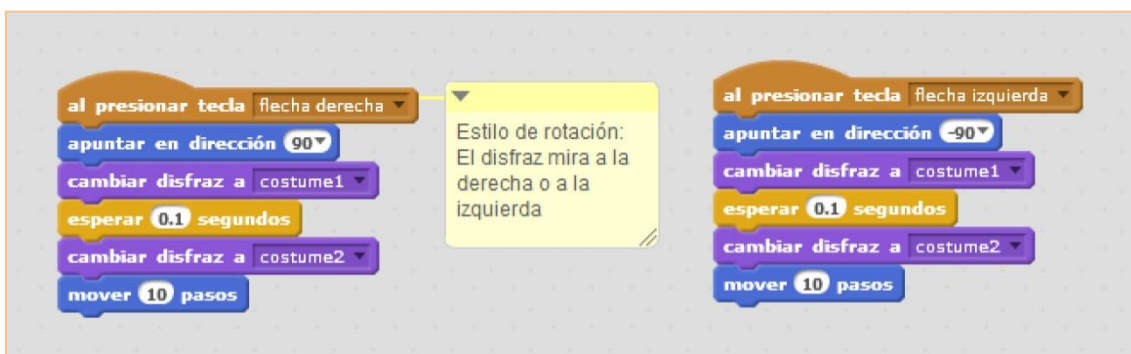 al presionar tecla flecha derecha
apuntar en dirección 90
cambiar disfraz a costume1
esperar 0.1 segundos
cambiar disfraz a costume2
mover 10 pasos
Estilo de rotación:
El disfraz mira a la
derecha o a la
izquierda
al presionar tecla flecha izquierda
apuntar en dirección -90
cambiar disfraz a costume1
esperar 0.1 segundos
cambiar disfraz a costume2
mover 10 pasos